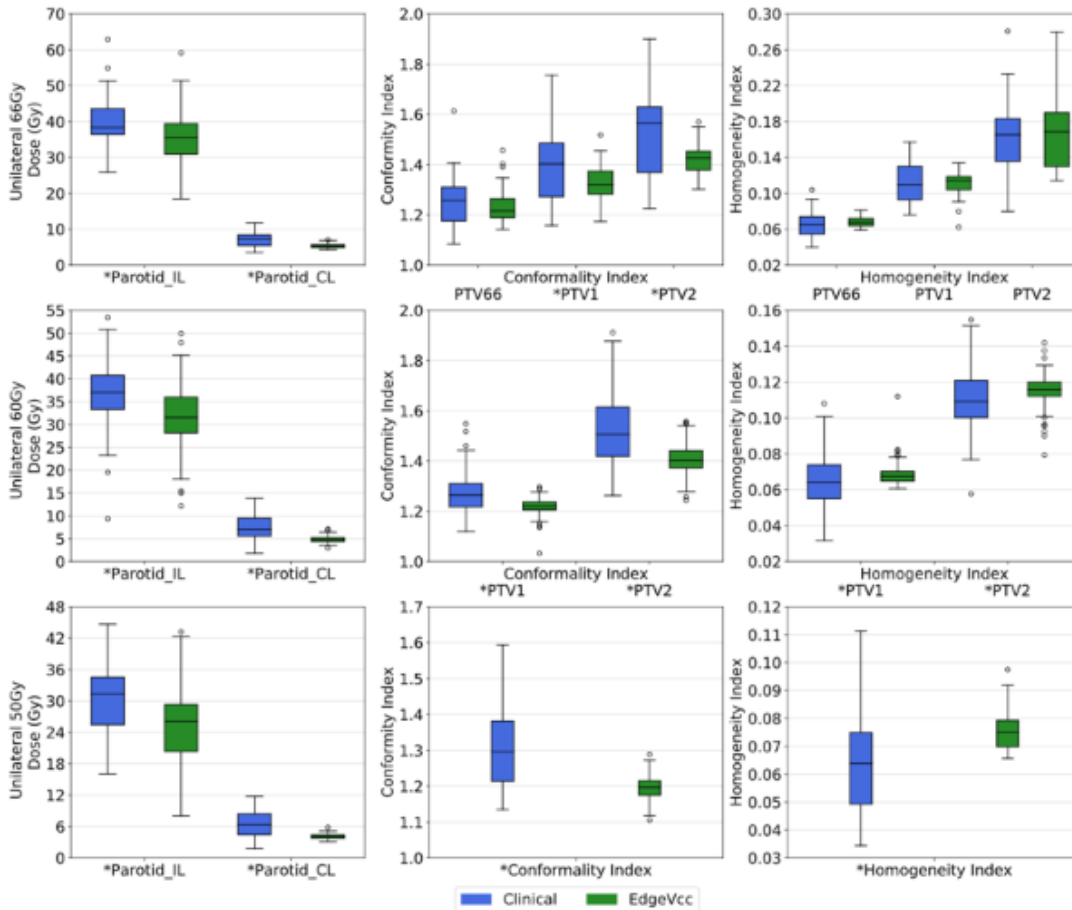 Unilateral 66Gy
Dose (Gy)
70
60
50
40
30
20
10
0
*Parotid_IL
*Parotid_CL
Conformity Index
2.0
1.8
1.6
1.4
1.2
1.0
Conformality Index
PTV66
*PTV1
*PTV2
Homogeneity Index
0.30
0.26
0.23
0.20
0.16
0.12
0.09
0.06
0.02
Homogeneity Index
PTV66
PTV1
PTV2
Unilateral 60Gy
Dose (Gy)
55
50
45
40
35
30
25
20
15
10
5
0
*Parotid_IL
*Parotid_CL
Conformity Index
2.0
1.8
1.6
1.4
1.2
1.0
Conformality Index
*PTV1
*PTV2
Homogeneity Index
0.16
0.14
0.12
0.10
0.08
0.06
0.04
0.02
Homogeneity Index
*PTV1
*PTV2
Unilateral 50Gy
Dose (Gy)
48
42
36
30
24
18
12
6
0
*Parotid_IL
*Parotid_CL
Conformity Index
1.7
1.6
1.5
1.4
1.3
1.2
1.1
1.0
*Conformality Index
Homogeneity Index
0.12
0.11
0.10
0.09
0.08
0.07
0.06
0.05
0.04
0.03
*Homogeneity Index
Clinical
EdgeVcc